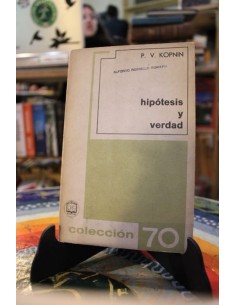 P. V. KOPNIN
hipótesis
y
verdad
colección 70